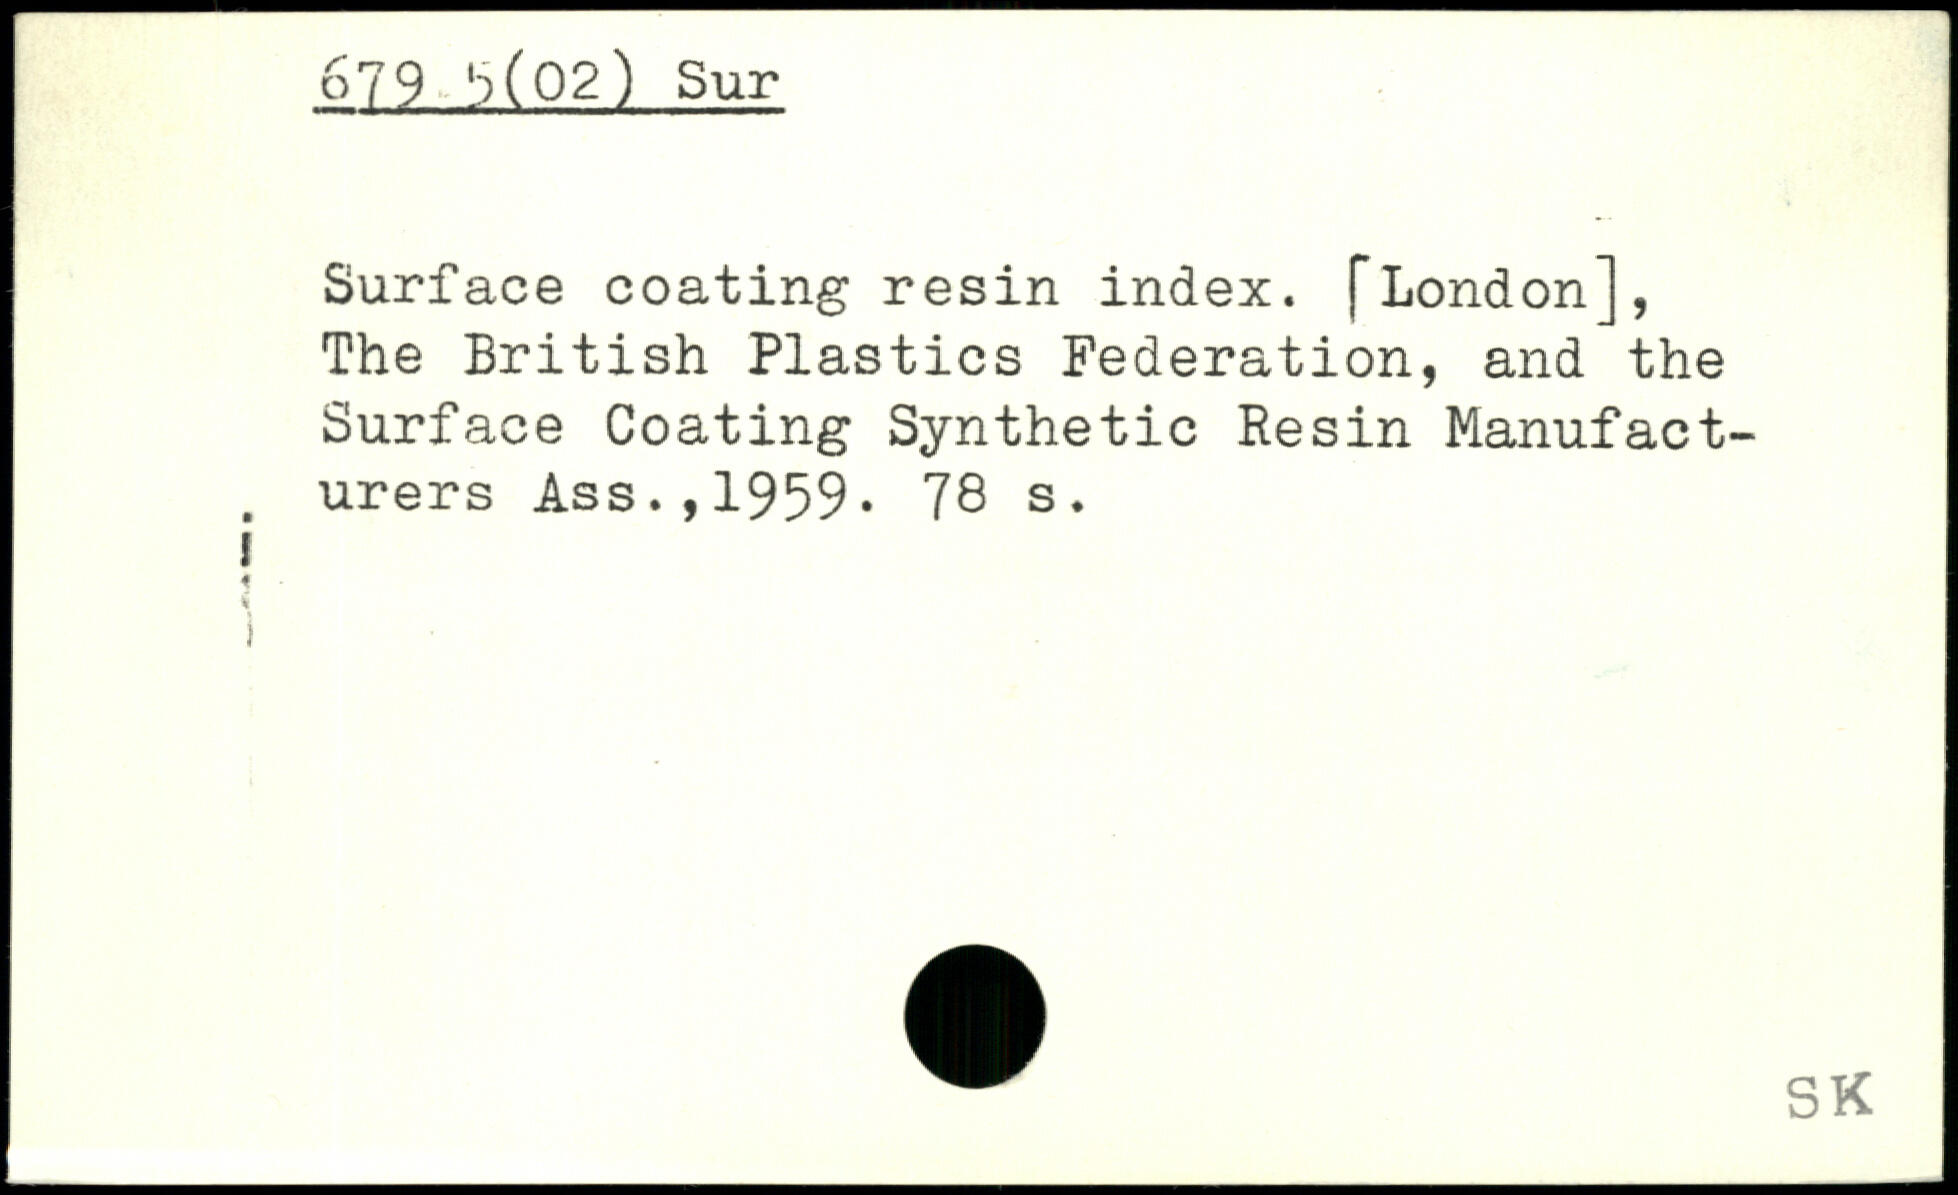 679.5(02) Sur
Surface coating resin index. [London],
The British Plastics Federation, and the
Surface Coating Synthetic Resin Manufact-
urers Ass.,1959. 78 s.
SK